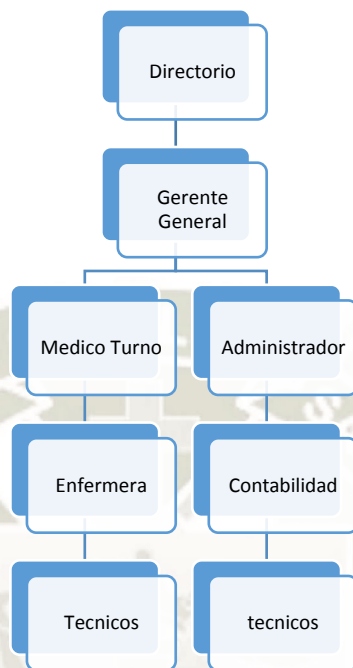 Directorio
Gerente
General
Medico Turno
Administrador
Enfermera
Contabilidad
Tecnicos
tecnicos